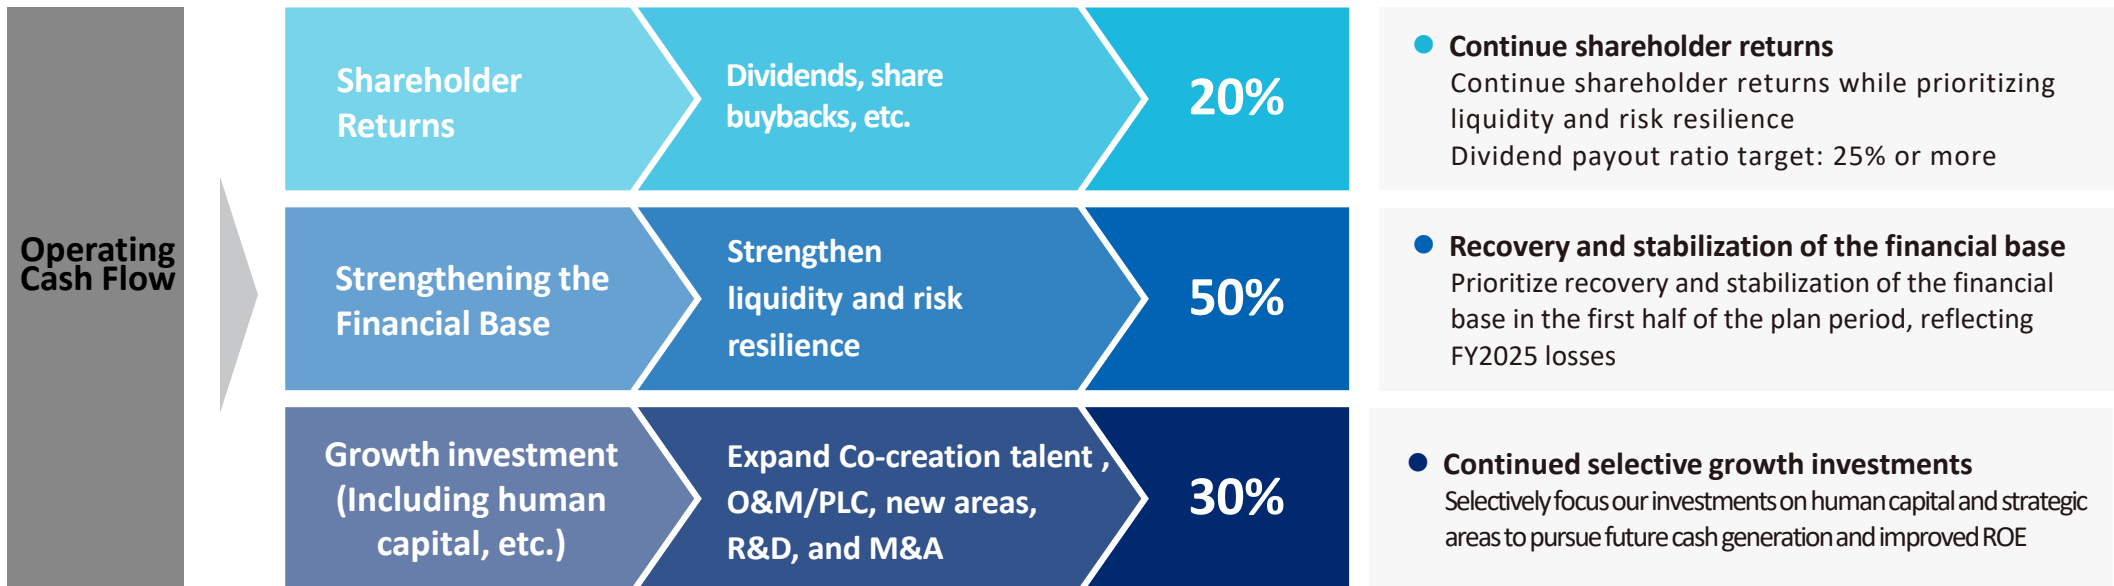 Operating
Cash Flow
Shareholder
Returns
Dividends, share
buybacks, etc.
20%
● Continue shareholder returns
Continue shareholder returns while prioritizing
liquidity and risk resilience
Dividend payout ratio target: 25% or more
Strengthening the
Financial Base
Strengthen
liquidity and risk
resilience
50%
● Recovery and stabilization of the financial base
Prioritize recovery and stabilization of the financial
base in the first half of the plan period, reflecting
FY2025 losses
Growth investment
(Including human
capital, etc.)
Expand Co-creation talent ,
O&M/PLC, new areas,
R&D, and M&A
30%
● Continued selective growth investments
Selectively focus our investments on human capital and strategic
areas to pursue future cash generation and improved ROE